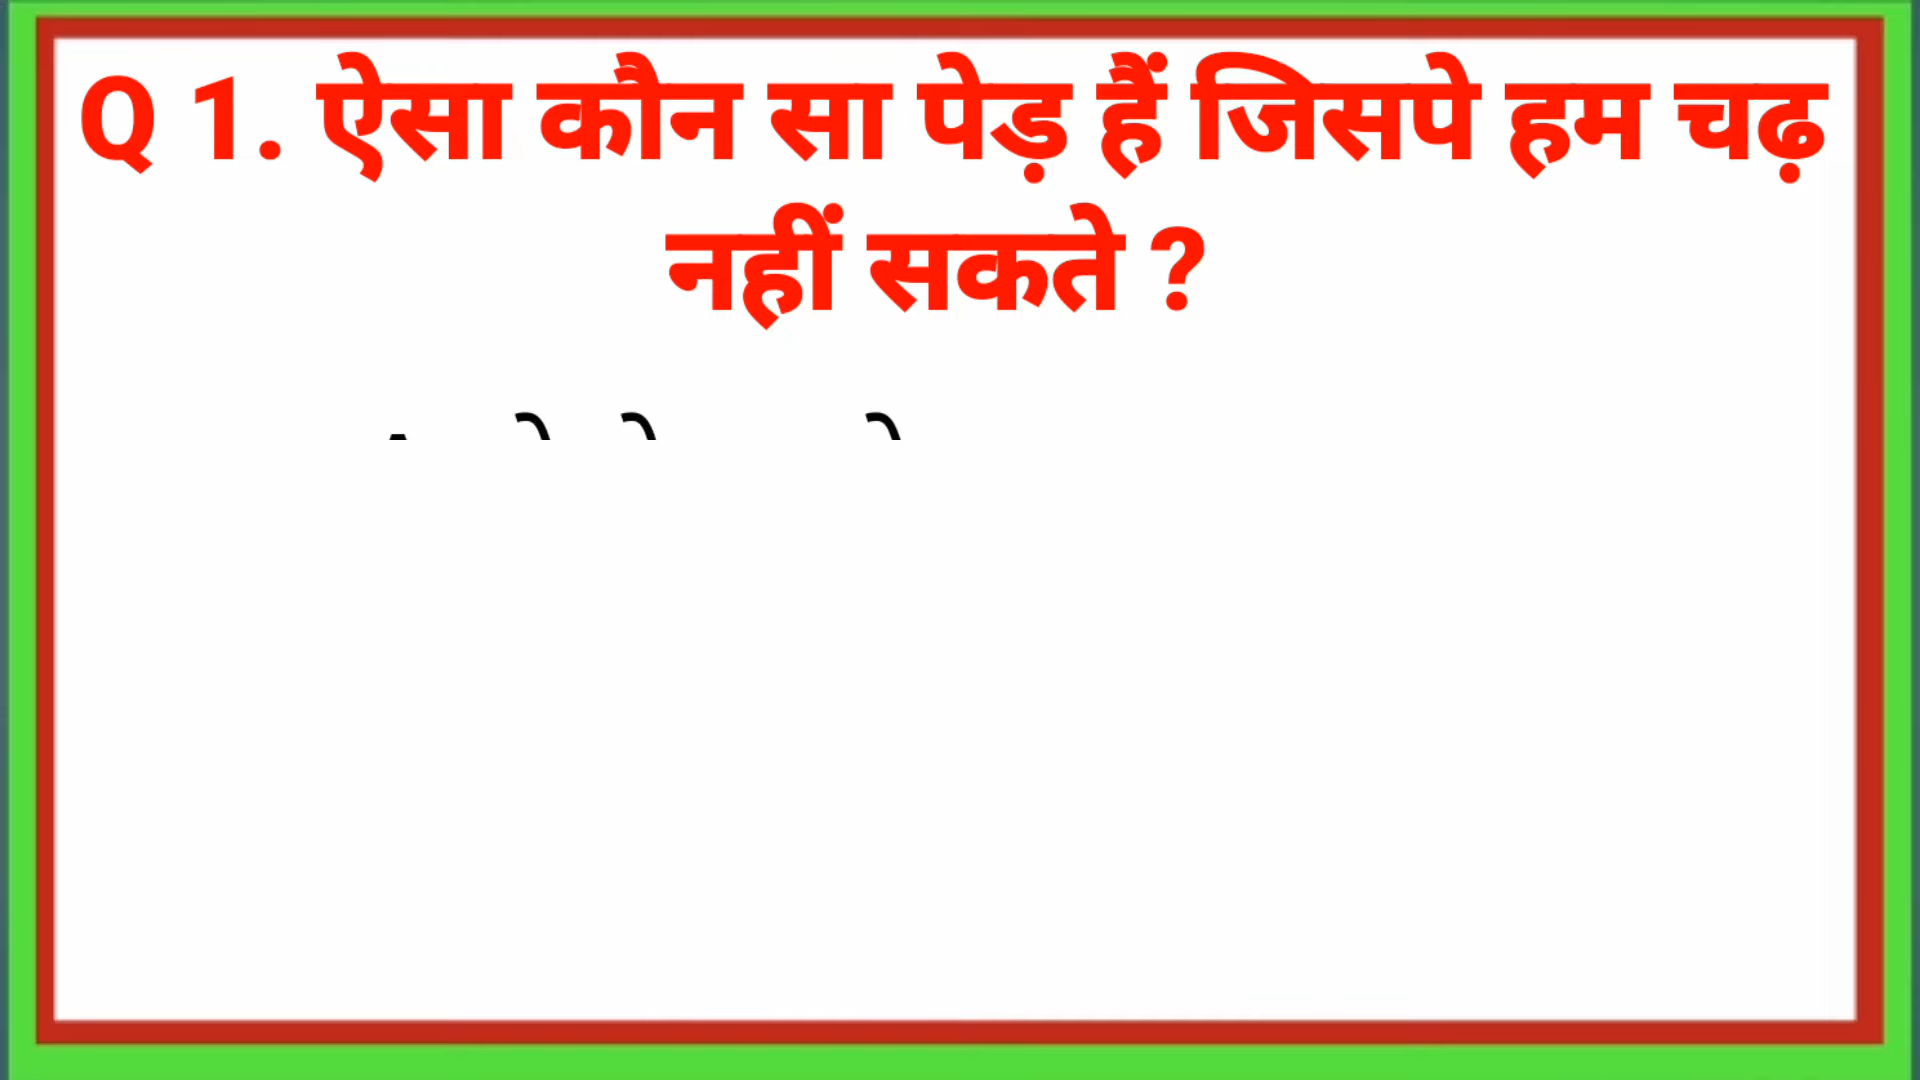 Q 1. ऐसा कौन सा पेड़ हैं जिसपे हम चढ़
नहीं सकते ?